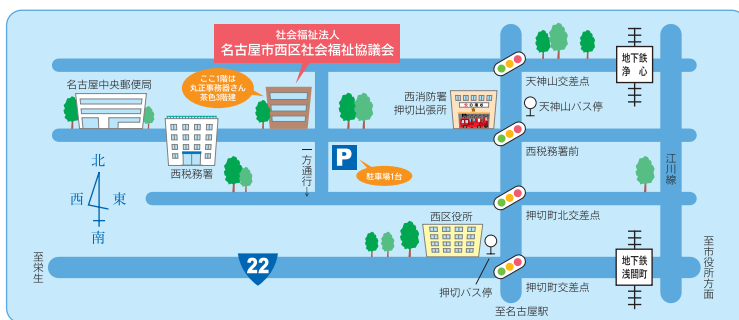 社会福祉法人
名古屋市西区社会福祉協議会
ここ1階は
丸正事務器さん
茶色3階建
名古屋中央郵便局
西税務署
一方通行→
P
駐車場1台
西消防署
押切出張所
天神山交差点
天神山バス停
西税務署前
地下鉄
浄心
江川線
押切町北交差点
北
西
東
南
西区役所
至栄生
22
押切バス停
押切町交差点
至名古屋駅
地下鉄
浅間町
至市役所方面